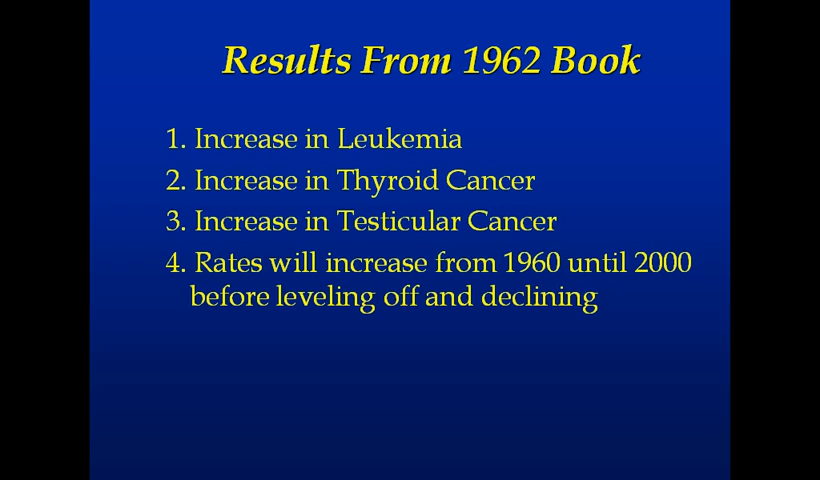 Results From 1962 Book
1. Increase in Leukemia
2. Increase in Thyroid Cancer
3. Increase in Testicular Cancer
4. Rates will increase from 1960 until 2000
before leveling off and declining